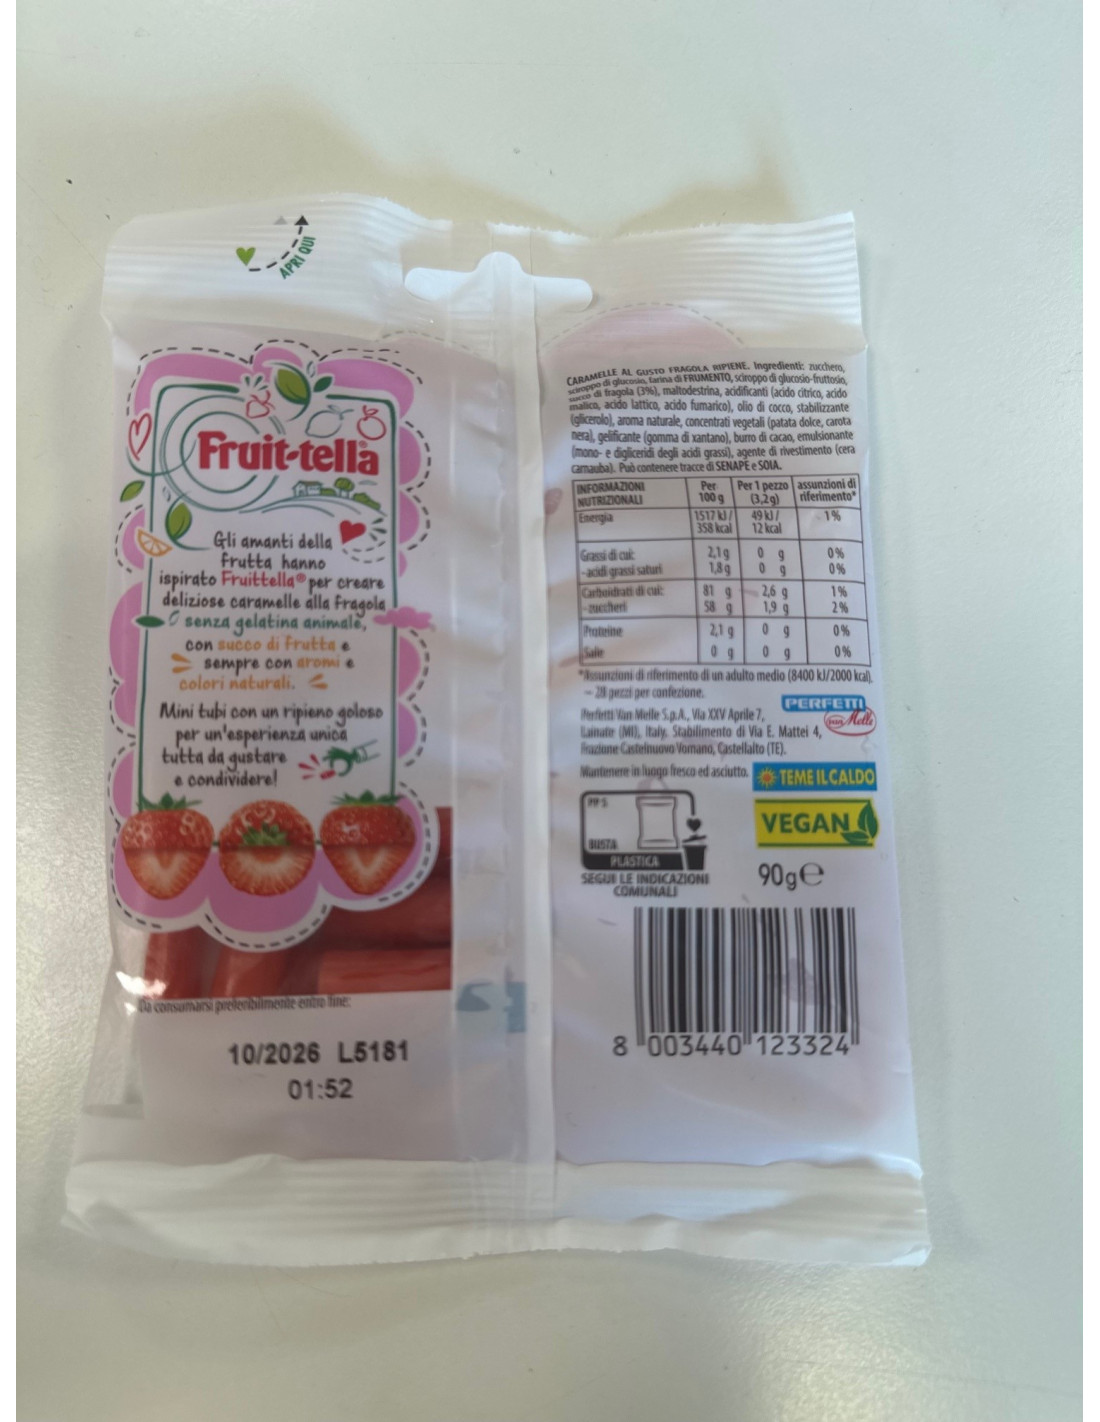 APRI QUI
Fruit-tella
Gli amanti della
frutta hanno
ispirato Fruittella® per creare
deliziose caramelle alla fragola
senza gelatina animale,
con succo di frutta e
sempre con aromi e
colori naturali.
Mini tubi con un ripieno goloso
per un'esperienza unica
tutta da gustare
e condividere!
Da consumarsi preferibilmente entro fine:
10/2026 L5181
01:52
CARAMELLE AL GUSTO FRAGOLA RIPIENE. Ingredienti: zucchero,
sciroppo di glucosio, farina di FRUMENTO, sciroppo di glucosio-fruttosio,
succo di fragola (3%), maltodestrina, acidificanti (acido citrico, acido
malico, acido lattico, acido fumarico), olio di cocco, stabilizzante
(glicerolo), aroma naturale, concentrati vegetali (patata dolce, carota
nera), gelificante (gomma di xantano), burro di cacao, emulsionante
(mono- e digliceridi degli acidi grassi), agente di rivestimento (cera
carnauba). Può contenere tracce di SENAPE e SOIA.
INFORMAZIONI NUTRIZIONALI Per 100 g Per 1 pezzo (3,2g) assunzioni di riferimento*
Energia 1517 kJ / 358 kcal 49 kJ / 12 kcal 1%
Grassi di cui: 2,1g 0 g 0%
-acidi grassi saturi 1,8g 0 g 0%
Carboidrati di cui: 81 g 2,6 g 1%
-zuccheri 58 g 1,9 g 2%
Proteine 2,1 g 0 g 0%
Sale 0 g 0 g 0%
*Assunzioni di riferimento di un adulto medio (8400 kJ/2000 kcal).
~ 28 pezzi per confezione.
Perfetti Van Melle S.p.A., Via XXV Aprile 7,
Lainate (MI), Italy. Stabilimento di Via E. Mattei 4,
Frazione Castelnuovo Vomano, Castellalto (TE).
PERFETTI
van Melle
Mantenere in luogo fresco ed asciutto.
TEME IL CALDO
PP 5
BUSTA
PLASTICA
SEGUI LE INDICAZIONI
COMUNALI
VEGAN
90g℮
8 003440 123324